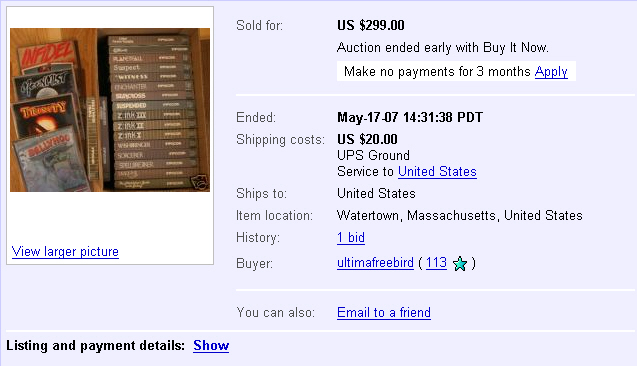 Sold for: US $299.00
Auction ended early with Buy It Now.
Make no payments for 3 months Apply
Ended: May-17-07 14:31:38 PDT
Shipping costs: US $20.00
UPS Ground
Service to United States
Ships to: United States
Item location: Watertown, Massachusetts, United States
History: 1 bid
Buyer: ultimafreebird ( 113 )
You can also: Email to a friend
INFIDEL
PLANETFALL
Suspect
WITNESS
ENCHANTER
SEASTALKER
SUSPENDED
ZORK III
ZORK II
ZORK I
WISHBRINGER
SORCERER
SPELLBREAKER
View larger picture
Listing and payment details: Show